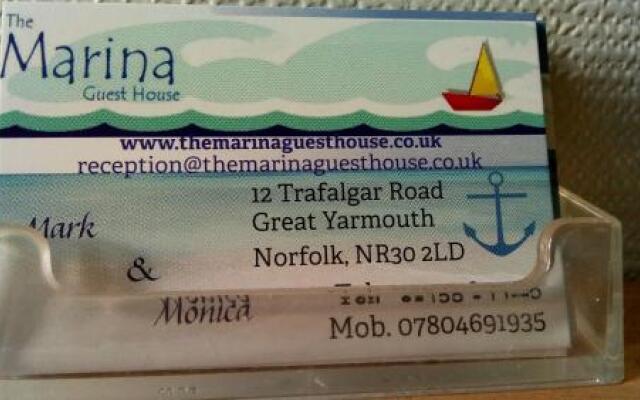 The
Marina
Guest House
www.themarinaguesthouse.co.uk
reception@themarinaguesthouse.co.uk
12 Trafalgar Road
Great Yarmouth
Norfolk, NR30 2LD
Mark
&
Monica
Mob. 07804691935